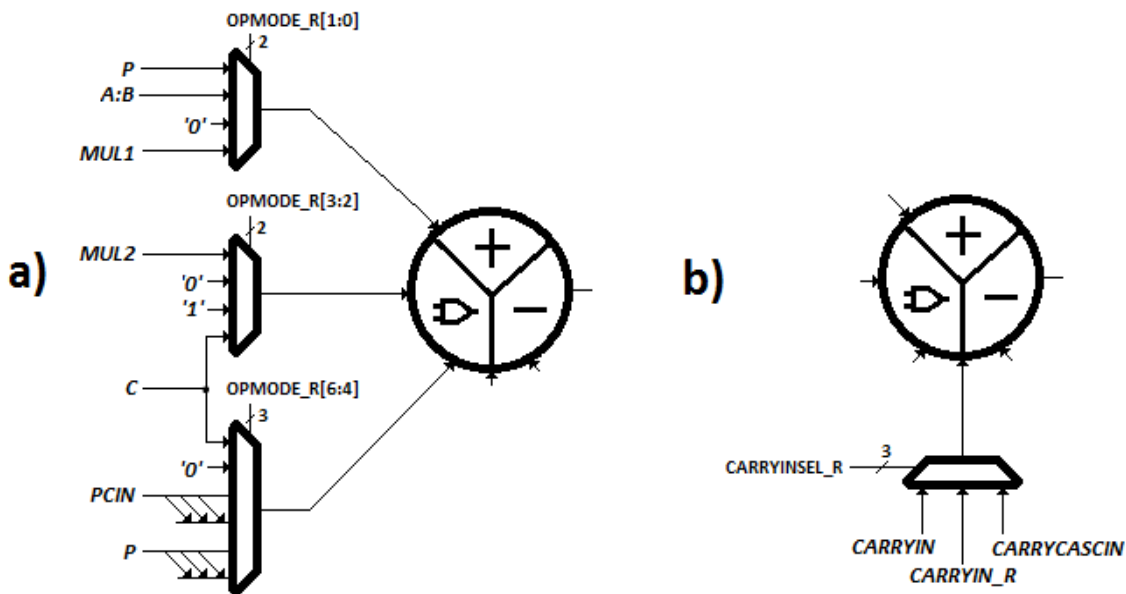 OPMODE_R[1:0]
2
P
A:B
'0'
MUL1
OPMODE_R[3:2]
2
MUL2
'0'
'1'
a)
C
OPMODE_R[6:4]
3
'0'
PCIN
P
+
−
b)
+
−
CARRYINSEL_R
3
CARRYIN
CARRYCASCIN
CARRYIN_R